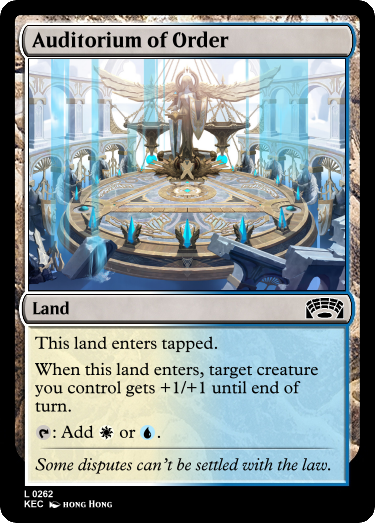 Auditorium of Order
Land
This land enters tapped.
When this land enters, target creature
you control gets +1/+1 until end of
turn.
: Add or .
Some disputes can't be settled with the law.
L 0262
KEC HONG HONG